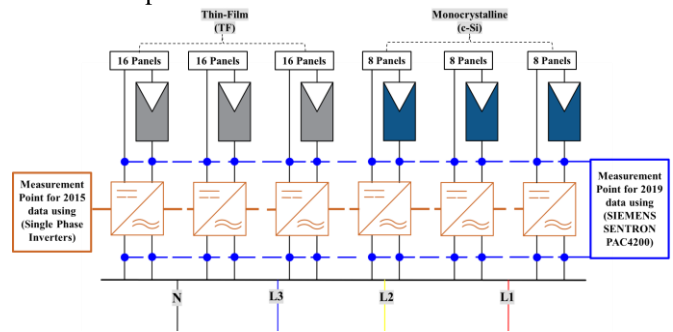 Thin-Film
(TF)
Monocrystalline
(c-Si)
16 Panels
16 Panels
16 Panels
8 Panels
8 Panels
8 Panels
Measurement
Point for 2015
data using
(Single Phase
Inverters)
Measurement
Point for 2019
data using
(SIEMENS
SENTRON
PAC4200)
N
L3
L2
L1